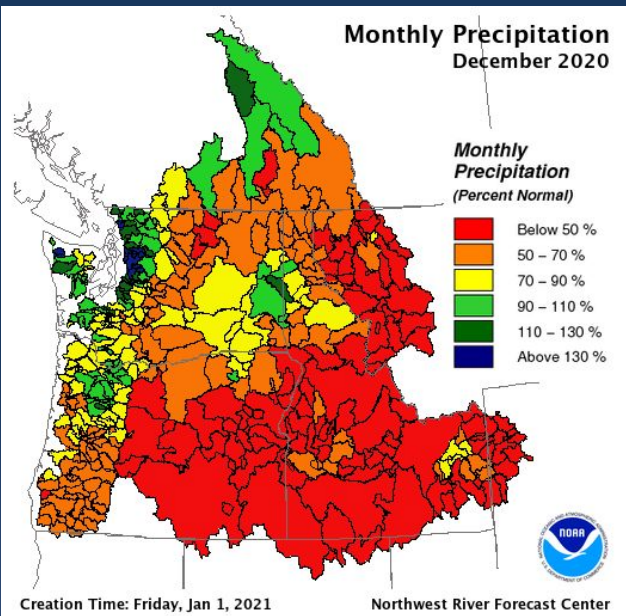 Monthly Precipitation
December 2020
Monthly
Precipitation
(Percent Normal)
Below 50 %
50 – 70 %
70 – 90 %
90 – 110 %
110 – 130 %
Above 130 %
NOAA
Creation Time: Friday, Jan 1, 2021
Northwest River Forecast Center